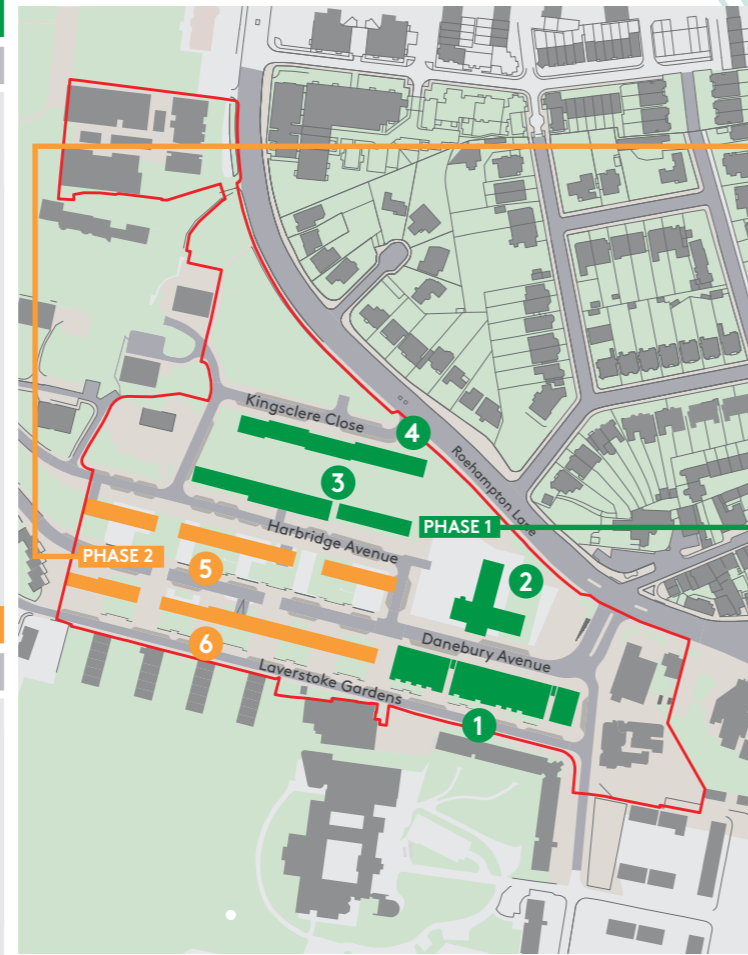 Kingsclere Close
4
Roehampton Lane
3
PHASE 1
Harbridge Avenue
PHASE 2
5
2
Danebury Avenue
6
Laverstoke Gardens
1